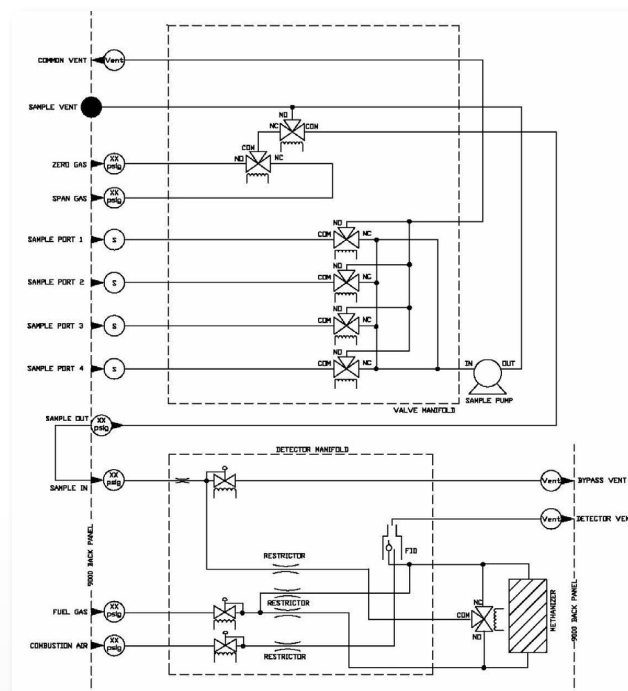 COMMON VENT
Vent
SAMPLE VENT
NO
NC
COM
COM
NO
NC
ZERO GAS
XX
psig
SPAN GAS
XX
psig
NO
SAMPLE PORT 1
S
COM
NC
NO
SAMPLE PORT 2
S
COM
NC
NO
SAMPLE PORT 3
S
COM
NC
NO
SAMPLE PORT 4
S
COM
NC
IN
OUT
SAMPLE PUMP
VALVE MANIFOLD
SAMPLE OUT
XX
psig
DETECTOR MANIFOLD
SAMPLE IN
XX
psig
Vent
BYPASS VENT
Vent
DETECTOR VEN
9000 BACK PANEL
FID
RESTRICTOR
RESTRICTOR
FUEL GAS
XX
psig
NC
COM
NO
METHANIZER
9000 BACK PANEL
COMBUSTION AIR
XX
psig
RESTRICTOR